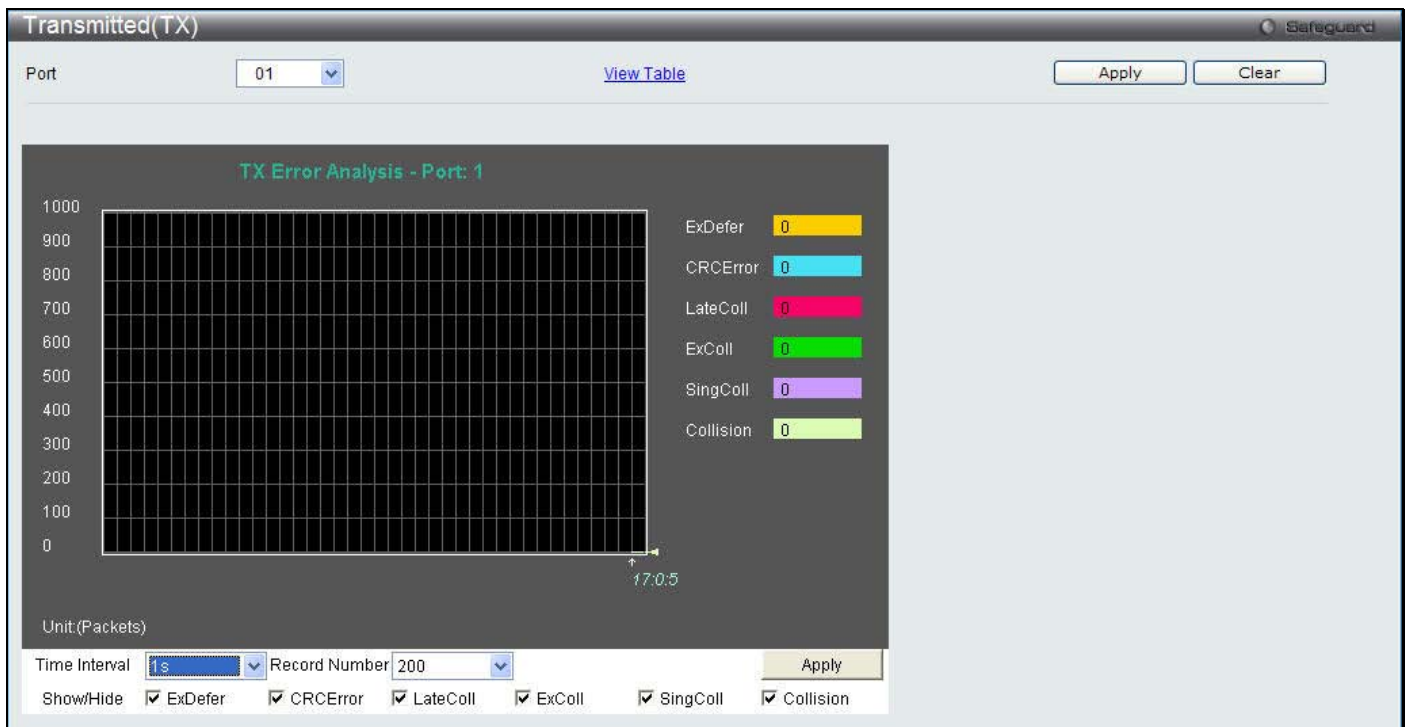 Transmitted(TX)
Safeguard
Port 01 View Table Apply Clear
TX Error Analysis - Port: 1
1000
900
800
700
600
500
400
300
200
100
0
ExDefer 0
CRCError 0
LateColl 0
ExColl 0
SingColl 0
Collision 0
17:0:5
Unit:(Packets)
Time Interval 1s Record Number 200 Apply
Show/Hide ExDefer CRCError LateColl ExColl SingColl Collision